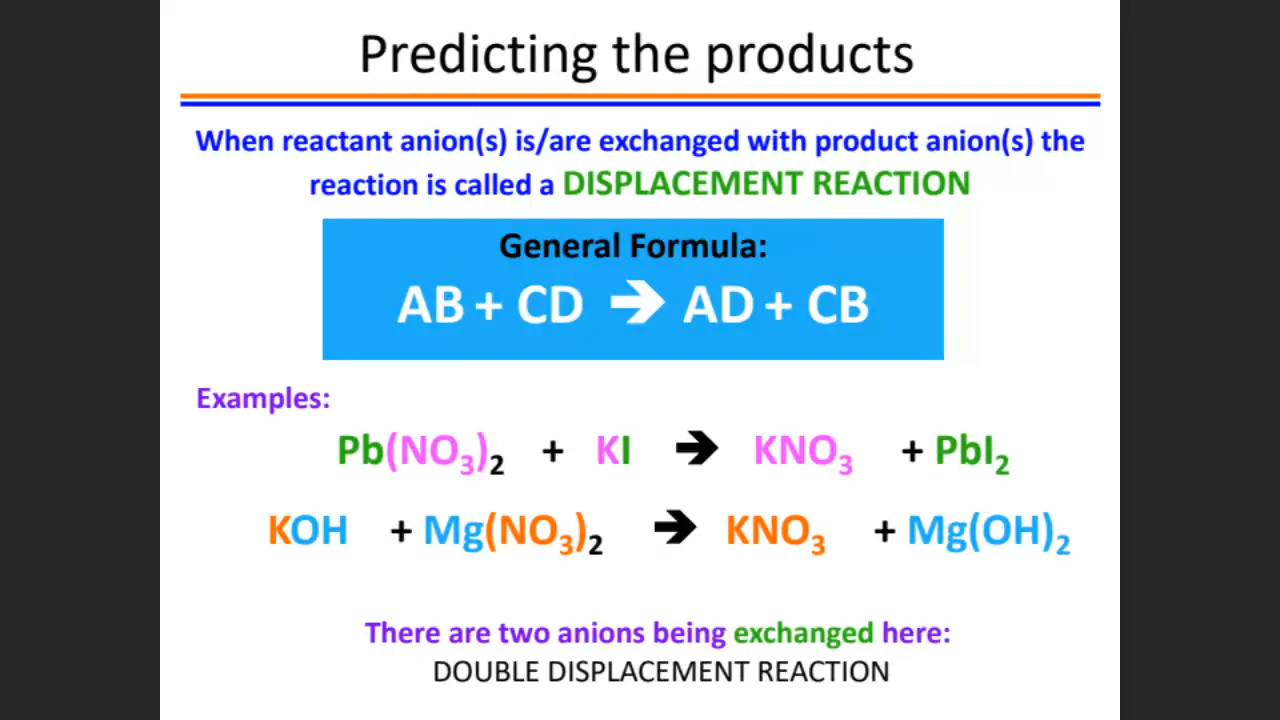 Predicting the products
When reactant anion(s) is/are exchanged with product anion(s) the
reaction is called a DISPLACEMENT REACTION
General Formula:
AB + CD 🡺 AD + CB
Examples:
Pb(NO₃)₂ + KI 🡺 KNO₃ + PbI₂
KOH + Mg(NO₃)₂ 🡺 KNO₃ + Mg(OH)₂
There are two anions being exchanged here:
DOUBLE DISPLACEMENT REACTION